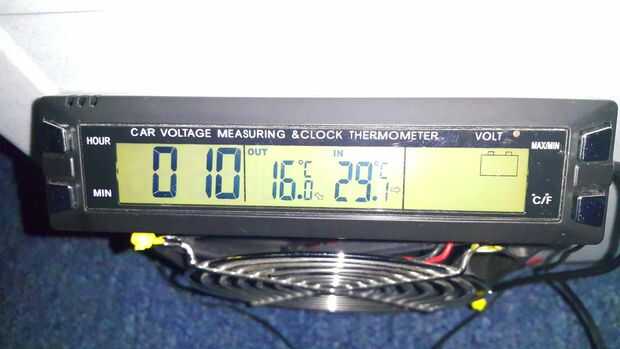 CAR VOLTAGE MEASURING &CLOCK THERMOMETER
VOLT
HOUR
MIN
MAX/MIN
°C/F
0 10
OUT
16.0 °C
IN
29.1 °C